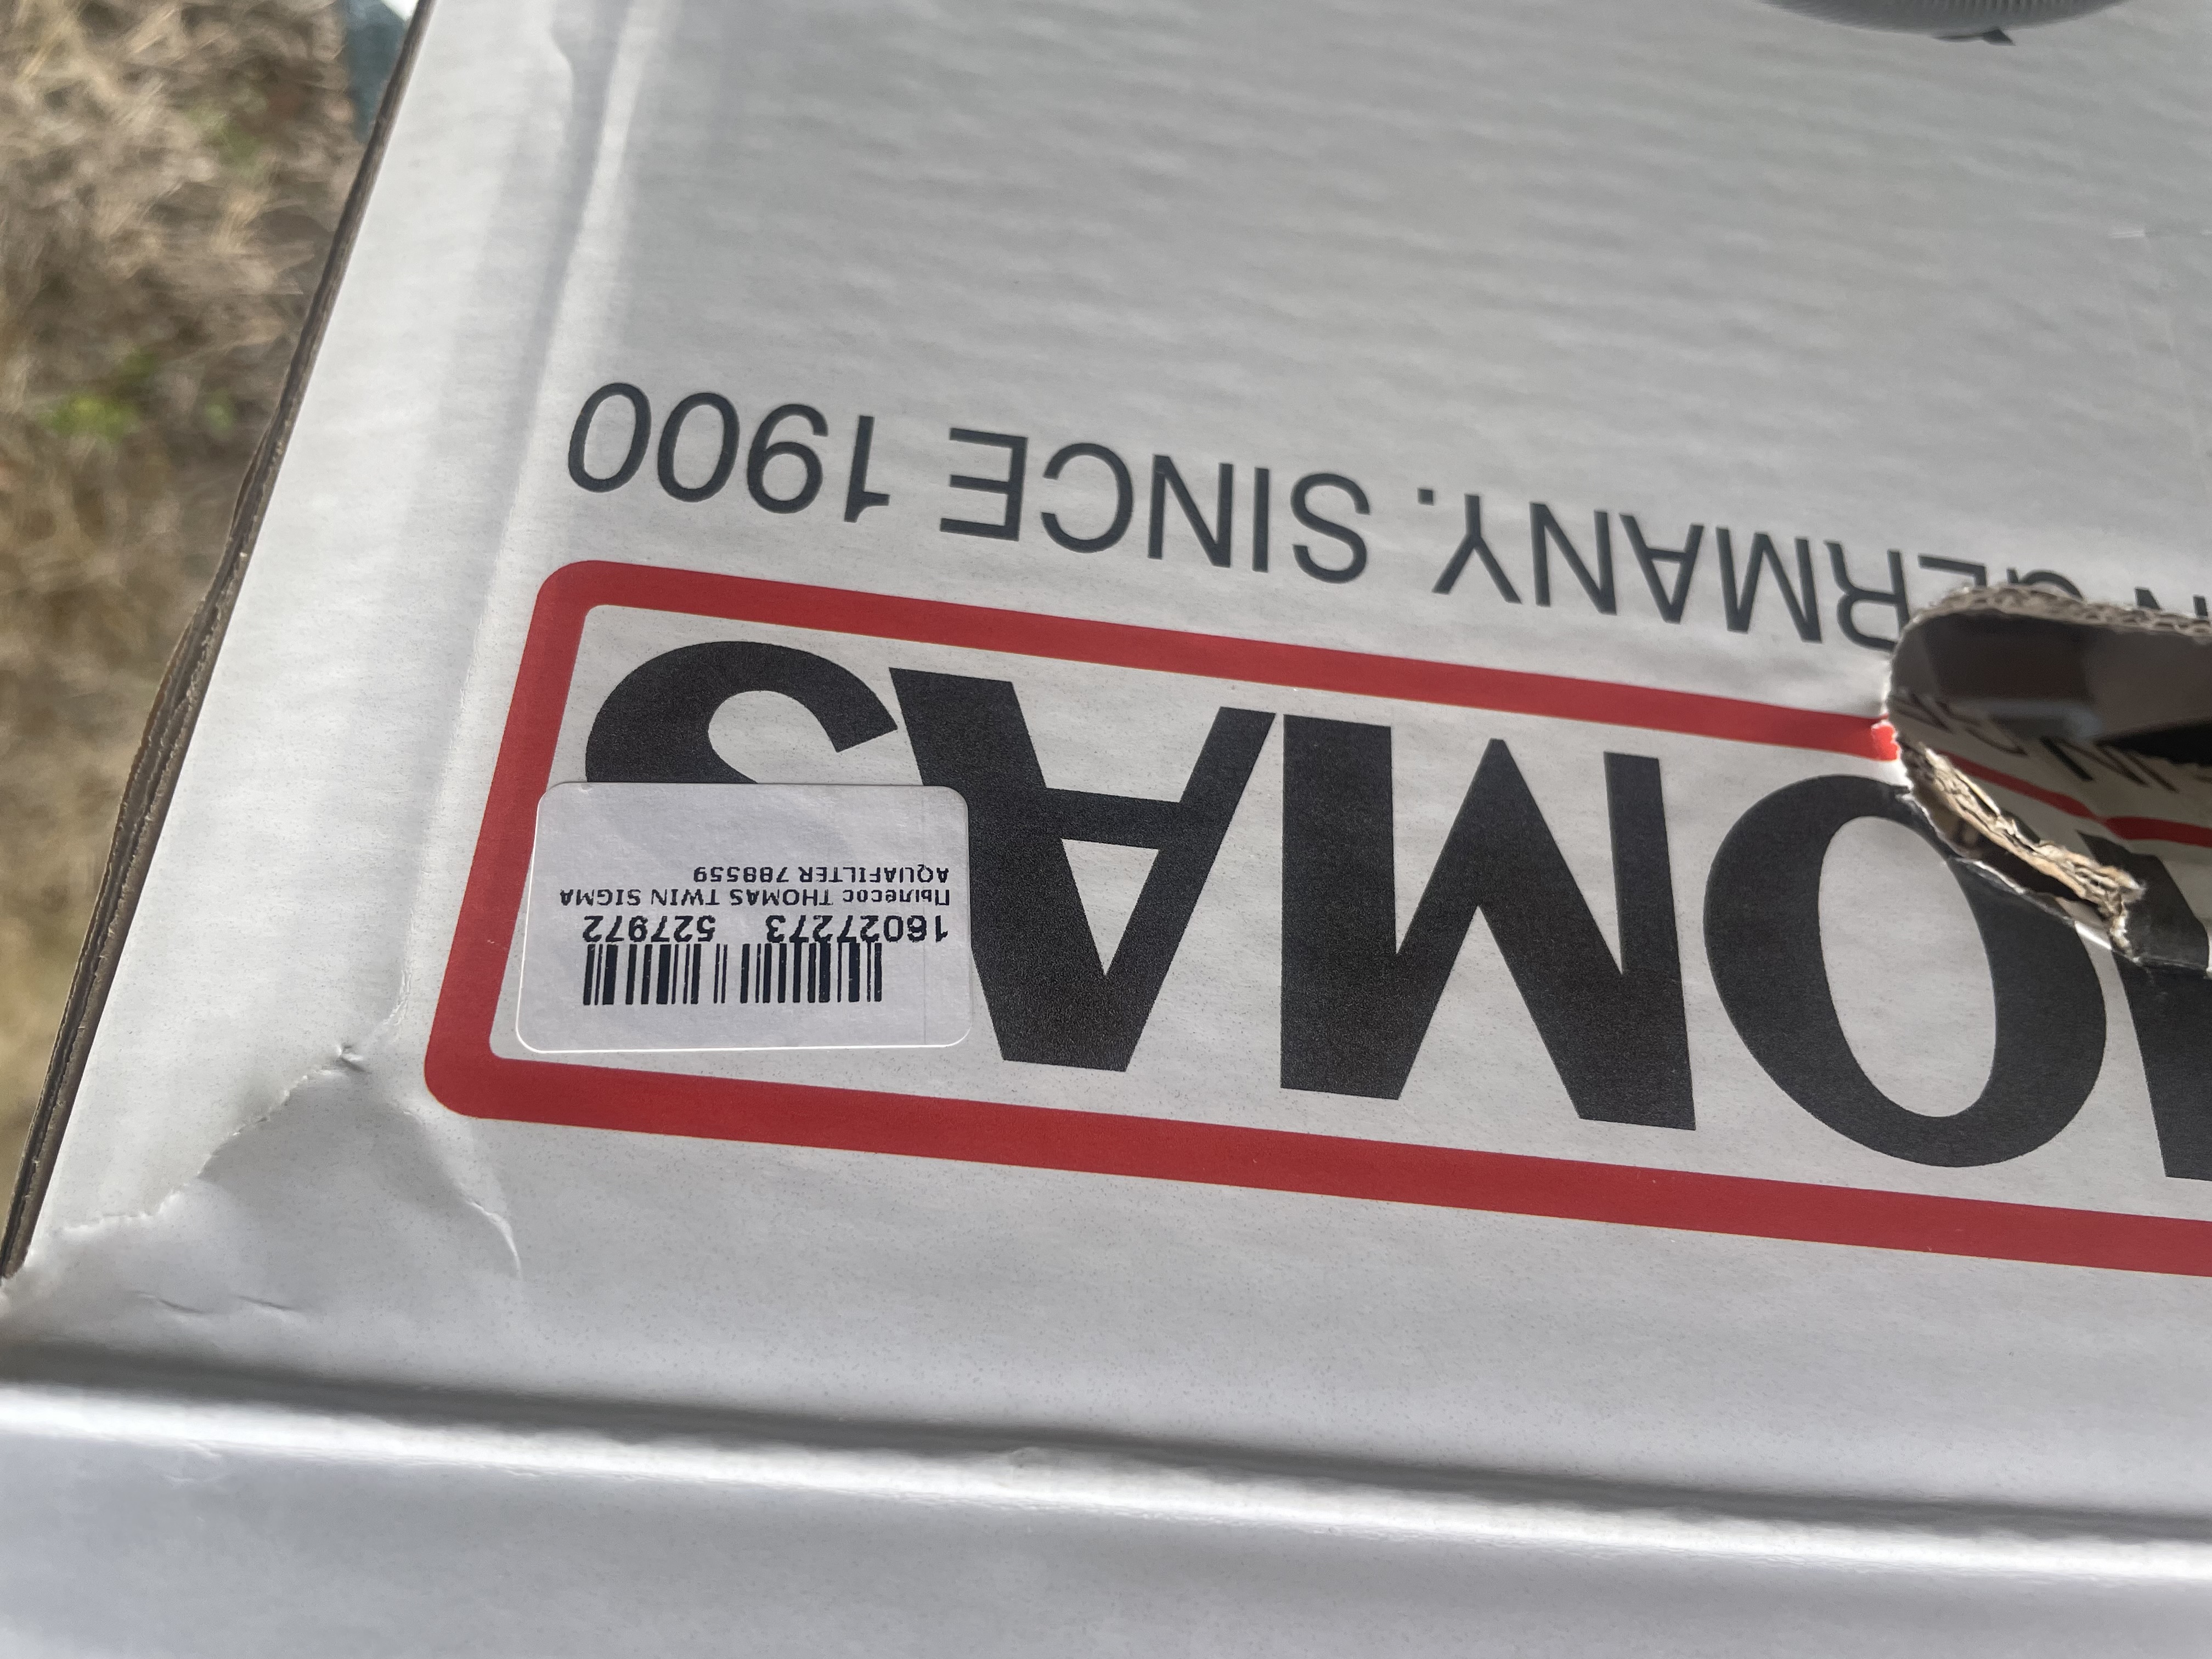 OMAS
GERMANY. SINCE 1900
16027273 527972
Пылесос THOMAS TWIN SIGMA
AQUAFILTER 788559